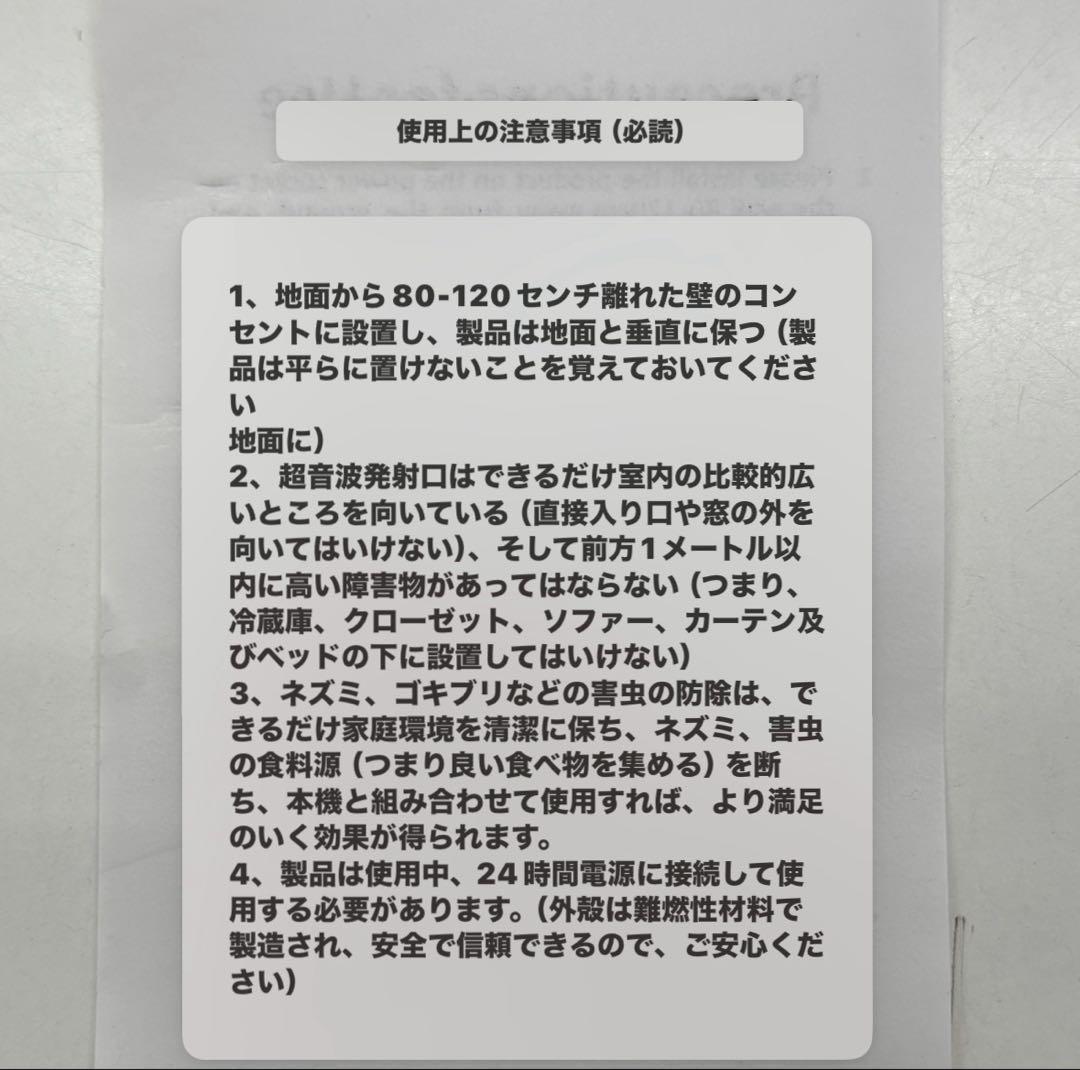 使用上の注意事項（必読）
1、地面から80-120センチ離れた壁のコン
セントに設置し、製品は地面と垂直に保つ（製
品は平らに置けないことを覚えておいてくださ
い
地面に）
2、超音波発射口はできるだけ室内の比較的広
いところを向いている（直接入り口や窓の外を
向いてはいけない）、そして前方1メートル以
内に高い障害物があってはならない（つまり、
冷蔵庫、クローゼット、ソファー、カーテン及
びベッドの下に設置してはいけない）
3、ネズミ、ゴキブリなどの害虫の防除は、で
きるだけ家庭環境を清潔に保ち、ネズミ、害虫
の食料源（つまり良い食べ物を集める）を断
ち、本機と組み合わせて使用すれば、より満足
のいく効果が得られます。
4、製品は使用中、24時間電源に接続して使
用する必要があります。（外殻は難燃性材料で
製造され、安全で信頼できるので、ご安心くだ
さい）